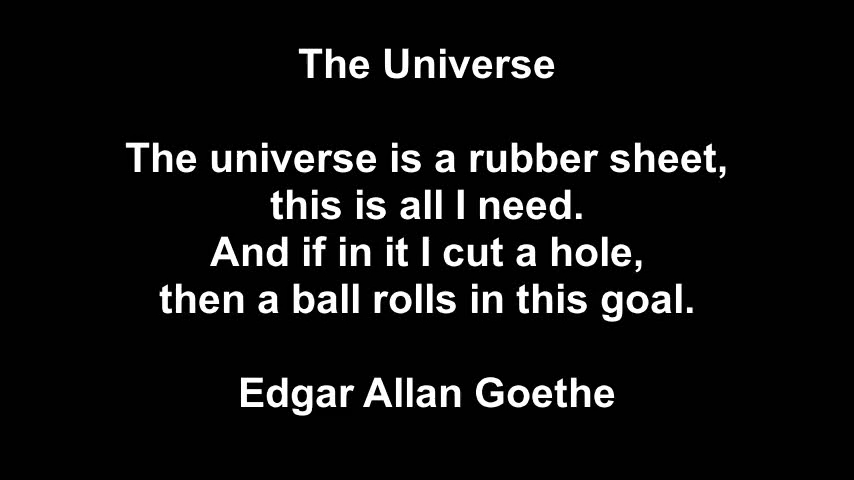 The Universe
The universe is a rubber sheet,
this is all I need.
And if in it I cut a hole,
then a ball rolls in this goal.
Edgar Allan Goethe